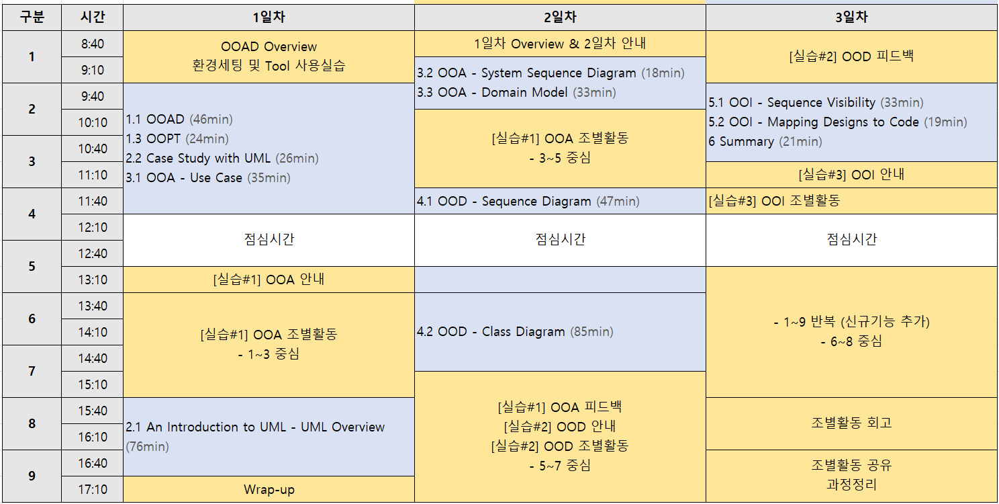 구분 시간 1일차 2일차 3일차
1
8:40
9:10
OOAD Overview
환경세팅 및 Tool 사용실습
1일차 Overview & 2일차 안내
[실습#2] OOD 피드백
3.2 OOA - System Sequence Diagram (18min)
3.3 OOA - Domain Model (33min)
2
9:40
10:10
3
10:40
11:10
4
11:40
12:10
1.1 OOAD (46min)
1.3 OOPT (24min)
2.2 Case Study with UML (26min)
3.1 OOA - Use Case (35min)
[실습#1] OOA 조별활동
- 3~5 중심
5.1 OOI - Sequence Visibility (33min)
5.2 OOI - Mapping Designs to Code (19min)
6 Summary (21min)
[실습#3] OOI 안내
4.1 OOD - Sequence Diagram (47min)
[실습#3] OOI 조별활동
점심시간 점심시간 점심시간
5
12:40
13:10
[실습#1] OOA 안내
6
13:40
14:10
7
14:40
15:10
[실습#1] OOA 조별활동
- 1~3 중심
4.2 OOD - Class Diagram (85min)
- 1~9 반복 (신규기능 추가)
- 6~8 중심
8
15:40
16:10
9
16:40
17:10
2.1 An Introduction to UML - UML Overview
(76min)
Wrap-up
[실습#1] OOA 피드백
[실습#2] OOD 안내
[실습#2] OOD 조별활동
- 5~7 중심
조별활동 회고
조별활동 공유
과정정리